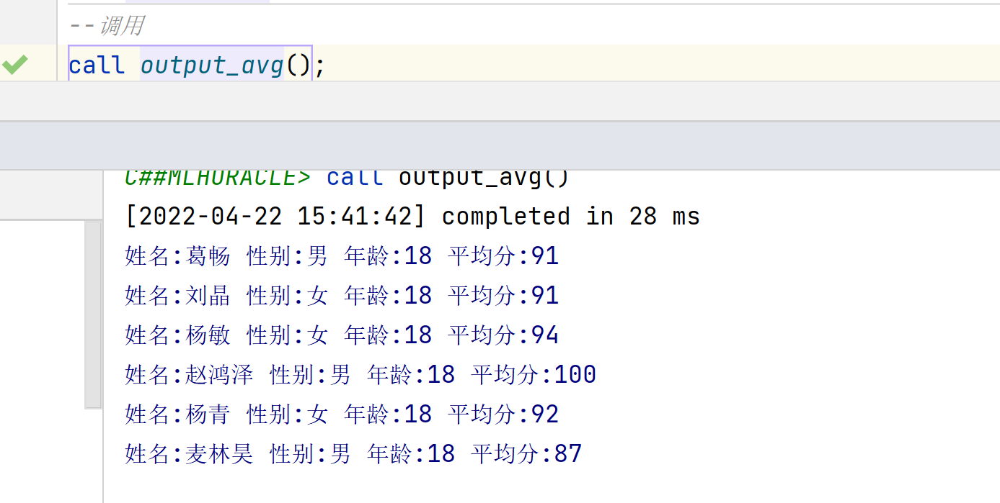 --调用
call output_avg();
C##MLHORACLE> call output_avg()
[2022-04-22 15:41:42] completed in 28 ms
姓名:葛畅 性别:男 年龄:18 平均分:91
姓名:刘晶 性别:女 年龄:18 平均分:91
姓名:杨敏 性别:女 年龄:18 平均分:94
姓名:赵鸿泽 性别:男 年龄:18 平均分:100
姓名:杨青 性别:女 年龄:18 平均分:92
姓名:麦林昊 性别:男 年龄:18 平均分:87